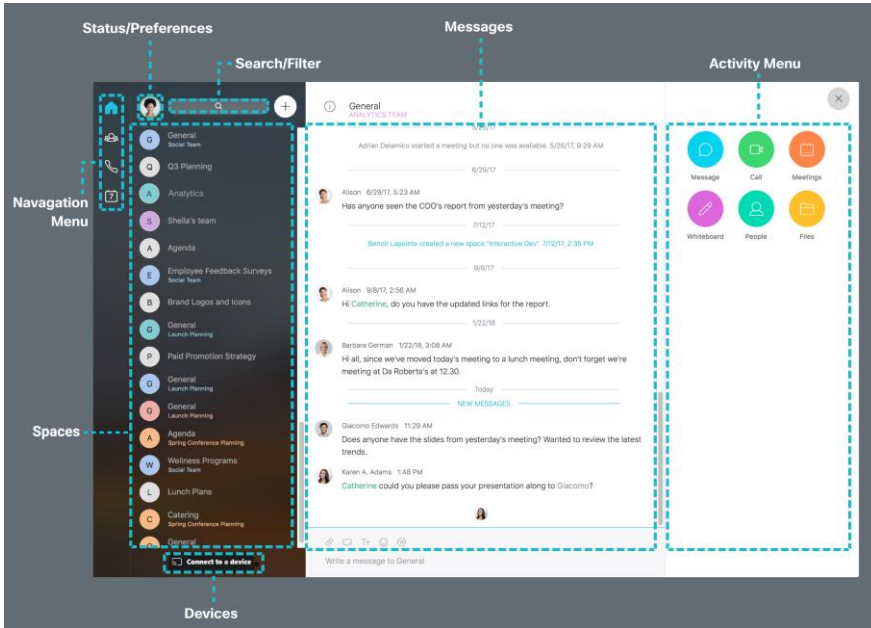 Status/Preferences
Messages
Search/Filter
Activity Menu
General
ANALYTICS TEAM
G
General
Social Team
Adrian Delamico started a meeting but no one was available. 5/26/17, 9:29 AM
Q
Q3 Planning
6/29/17
Message
Call
Meetings
A
Analytics
Alison 6/29/17, 5:23 AM
Has anyone seen the COO's report from yesterday's meeting?
Navagation
Menu
7
S
Sheila's team
7/12/17
Whiteboard
People
Files
Benoit Lapointe created a new space "Interactive Dev". 7/12/17, 2:35 PM
A
Agenda
E
Employee Feedback Surveys
Social Team
9/8/17
Alison 9/8/17, 2:56 AM
Hi Catherine, do you have the updated links for the report.
B
Brand Logos and Icons
G
General
Launch Planning
1/22/18
P
Paid Promotion Strategy
Barbara German 1/22/18, 3:08 AM
Hi all, since we've moved today's meeting to a lunch meeting, don't forget we're
meeting at Da Roberta's at 12.30.
G
General
Launch Planning
Today
NEW MESSAGES
G
General
Launch Planning
Spaces
A
Agenda
Spring Conference Planning
Giacomo Edwards 11:29 AM
Does anyone have the slides from yesterday's meeting? Wanted to review the latest
trends.
W
Wellness Programs
Social Team
Karen A. Adams 1:48 PM
Catherine could you please pass your presentation along to Giacomo?
L
Lunch Plans
C
Catering
Spring Conference Planning
General
Connect to a device
Write a message to General
Devices